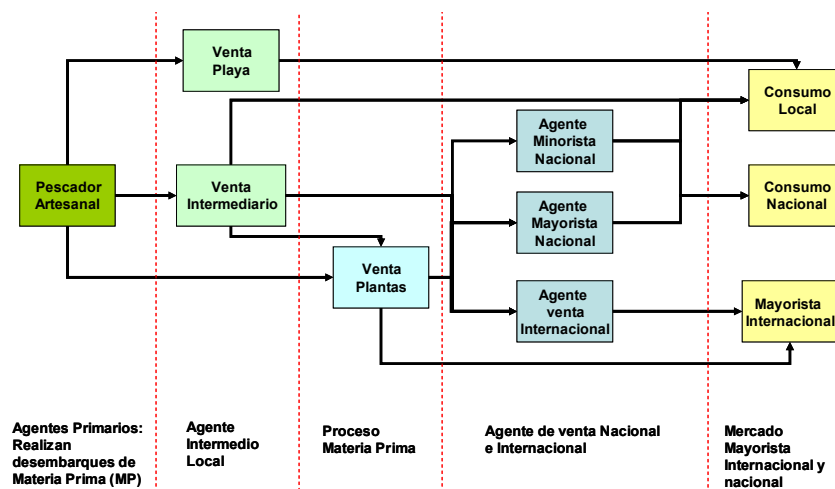 Venta
Playa
Consumo
Local
Agente
Minorista
Nacional
Pescador
Artesanal
Venta
Intermediario
Agente
Mayorista
Nacional
Consumo
Nacional
Venta
Plantas
Agente
venta
Internacional
Mayorista
Internacional
Agentes Primarios:
Realizan
desembarques de
Materia Prima (MP)
Agente
Intermedio
Local
Proceso
Materia Prima
Agente de venta Nacional
e Internacional
Mercado
Mayorista
Internacional y
nacional